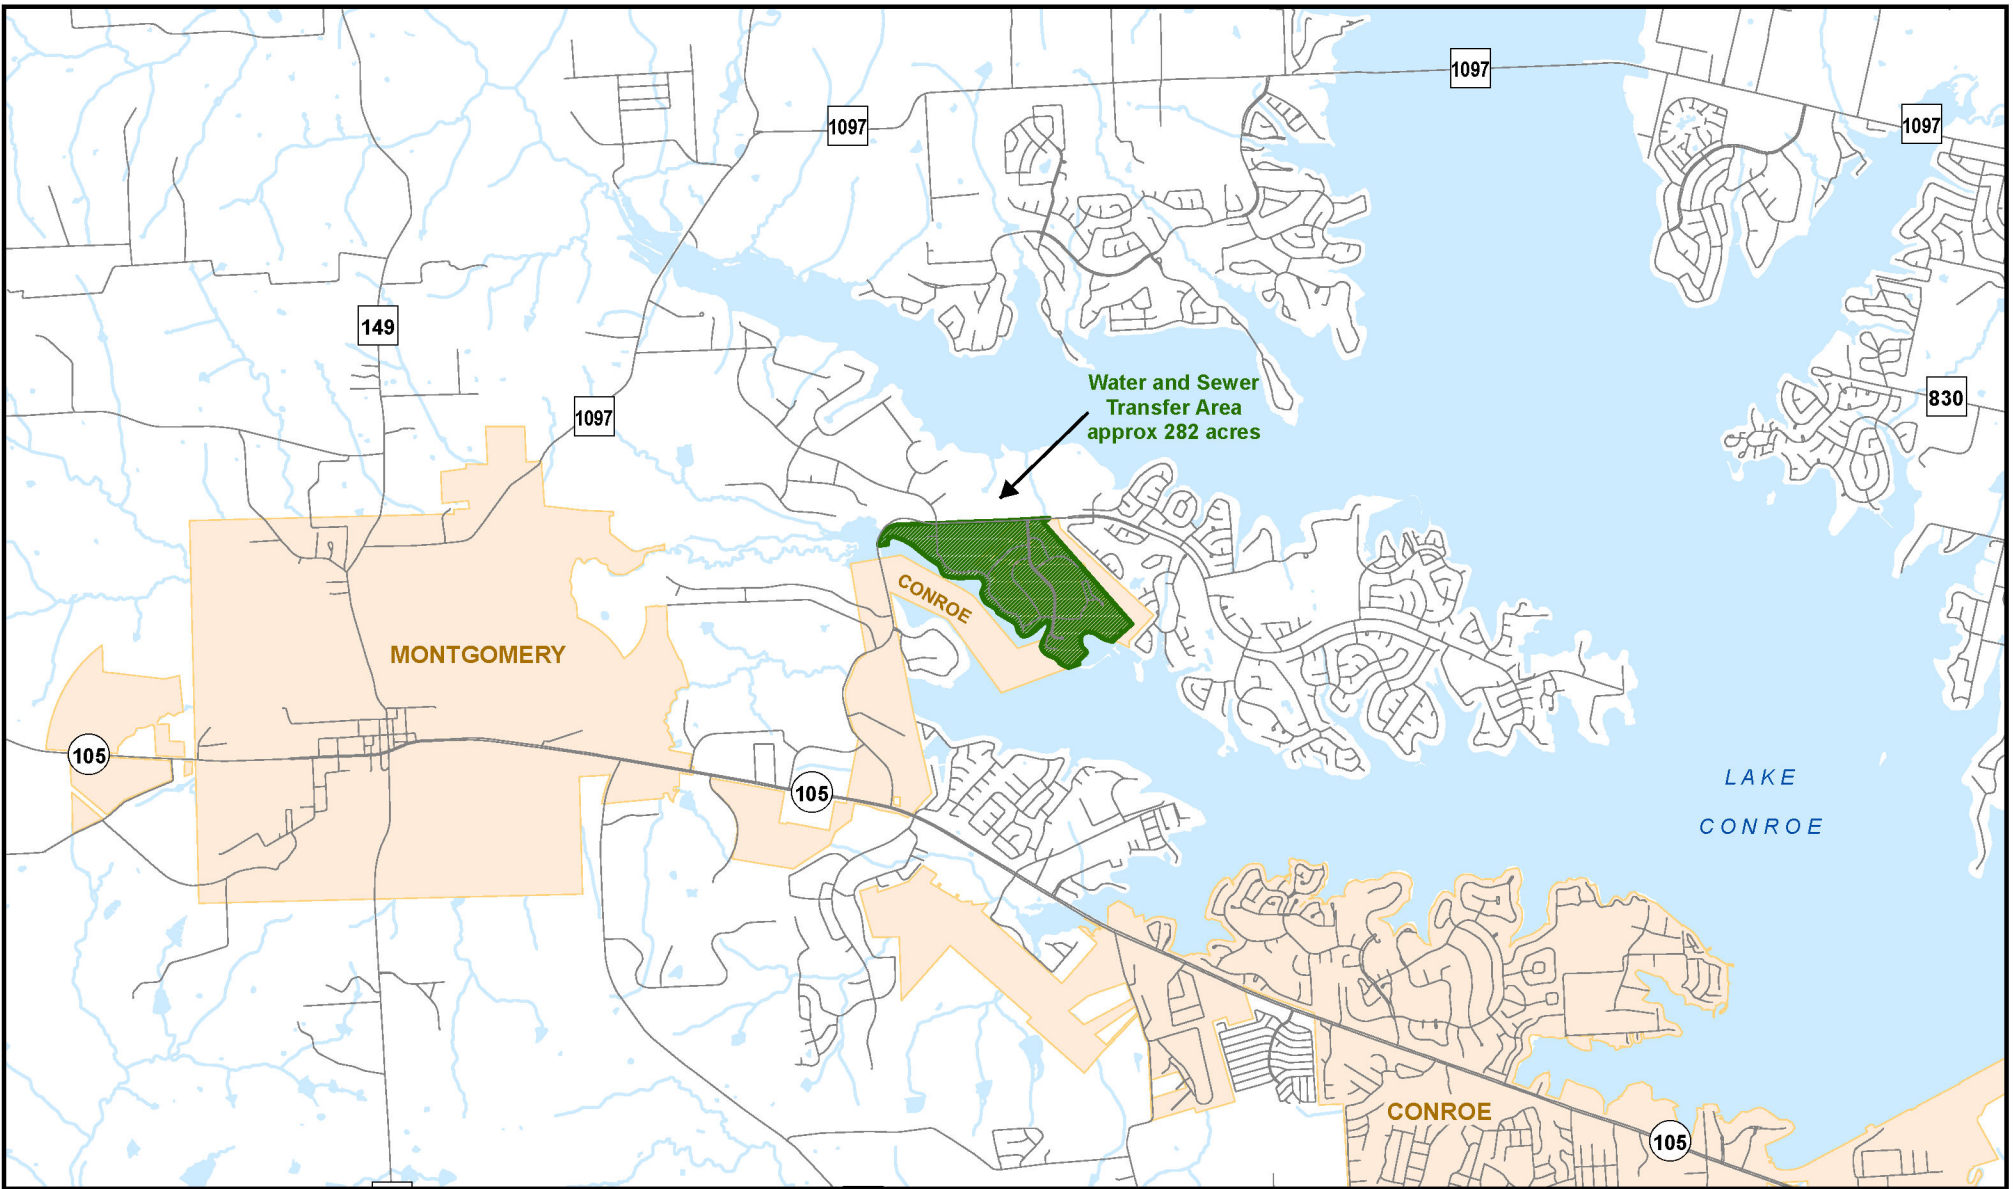 1097
1097
1097
149
Water and Sewer
Transfer Area
approx 282 acres
830
1097
CONROE
MONTGOMERY
105
LAKE
105
CONROE
CONROE
105